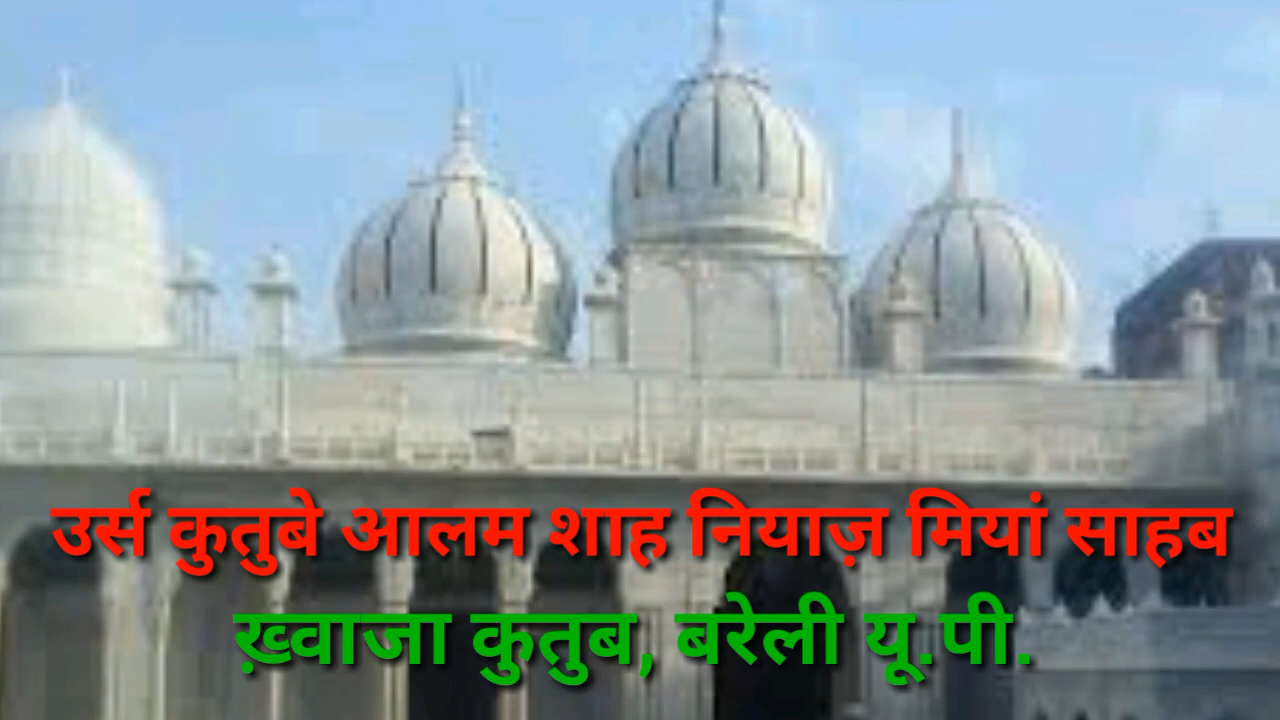 उर्स कुतुबे आलम शाह नियाज़ मियां साहब
ख़्वाजा कुतुब, बरेली यू.पी.